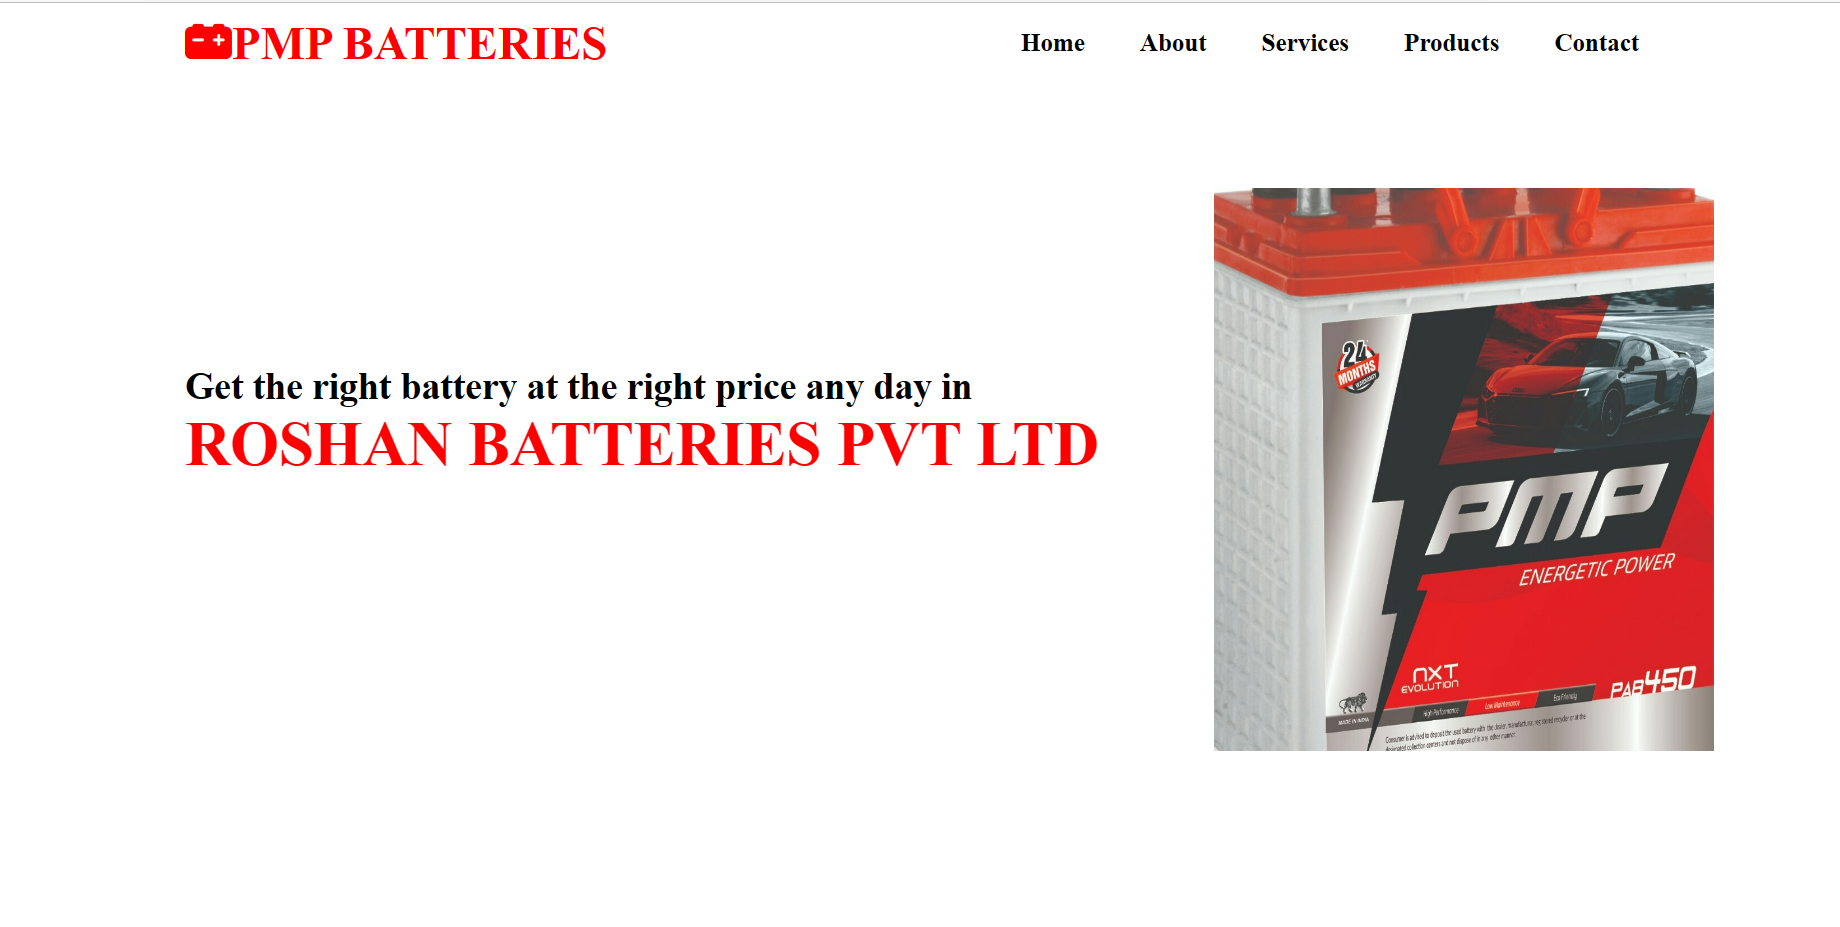 PMP BATTERIES
Home About Services Products Contact
Get the right battery at the right price any day in
ROSHAN BATTERIES PVT LTD
24
MONTHS
WARRANTY
PMP
ENERGETIC POWER
NXT
EVOLUTION
PAB450
High Performance Low Maintenance Eco Friendly
MADE IN INDIA
Consumer is advised to deposit the used battery with the dealer, manufacturer, registered recycler or at the
designated collection centers and not dispose of in any other manner.